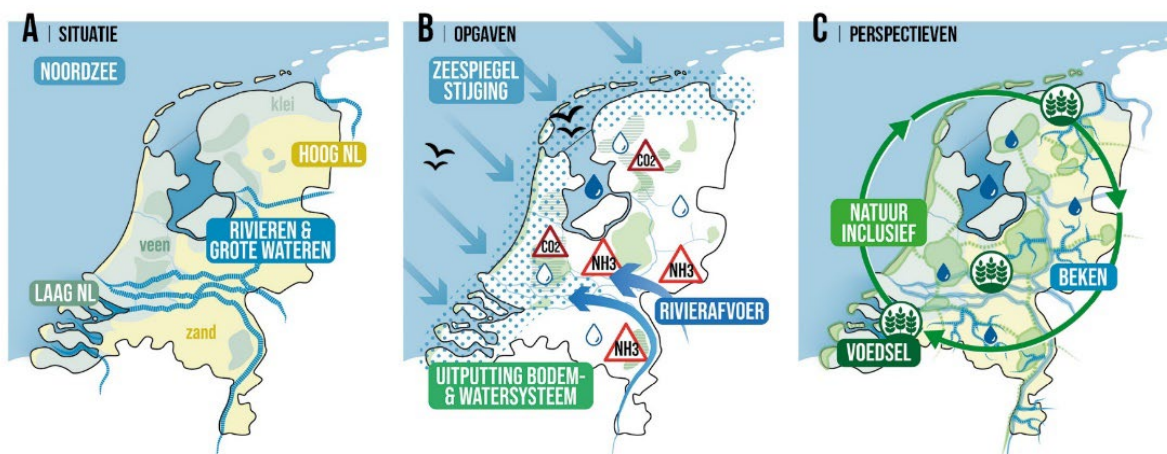 A | SITUATIE
NOORDZEE
klei
HOOG NL
RIVIEREN &
GROTE WATEREN
veen
LAAG NL
zand
B | OPGAVEN
ZEESPIEGEL
STIJGING
CO2
CO2
NH3
NH3
RIVIERAFVOER
NH3
UITPUTTING BODEM-
& WATERSYSTEEM
C | PERSPECTIEVEN
NATUUR
INCLUSIEF
BEKEN
VOEDSEL